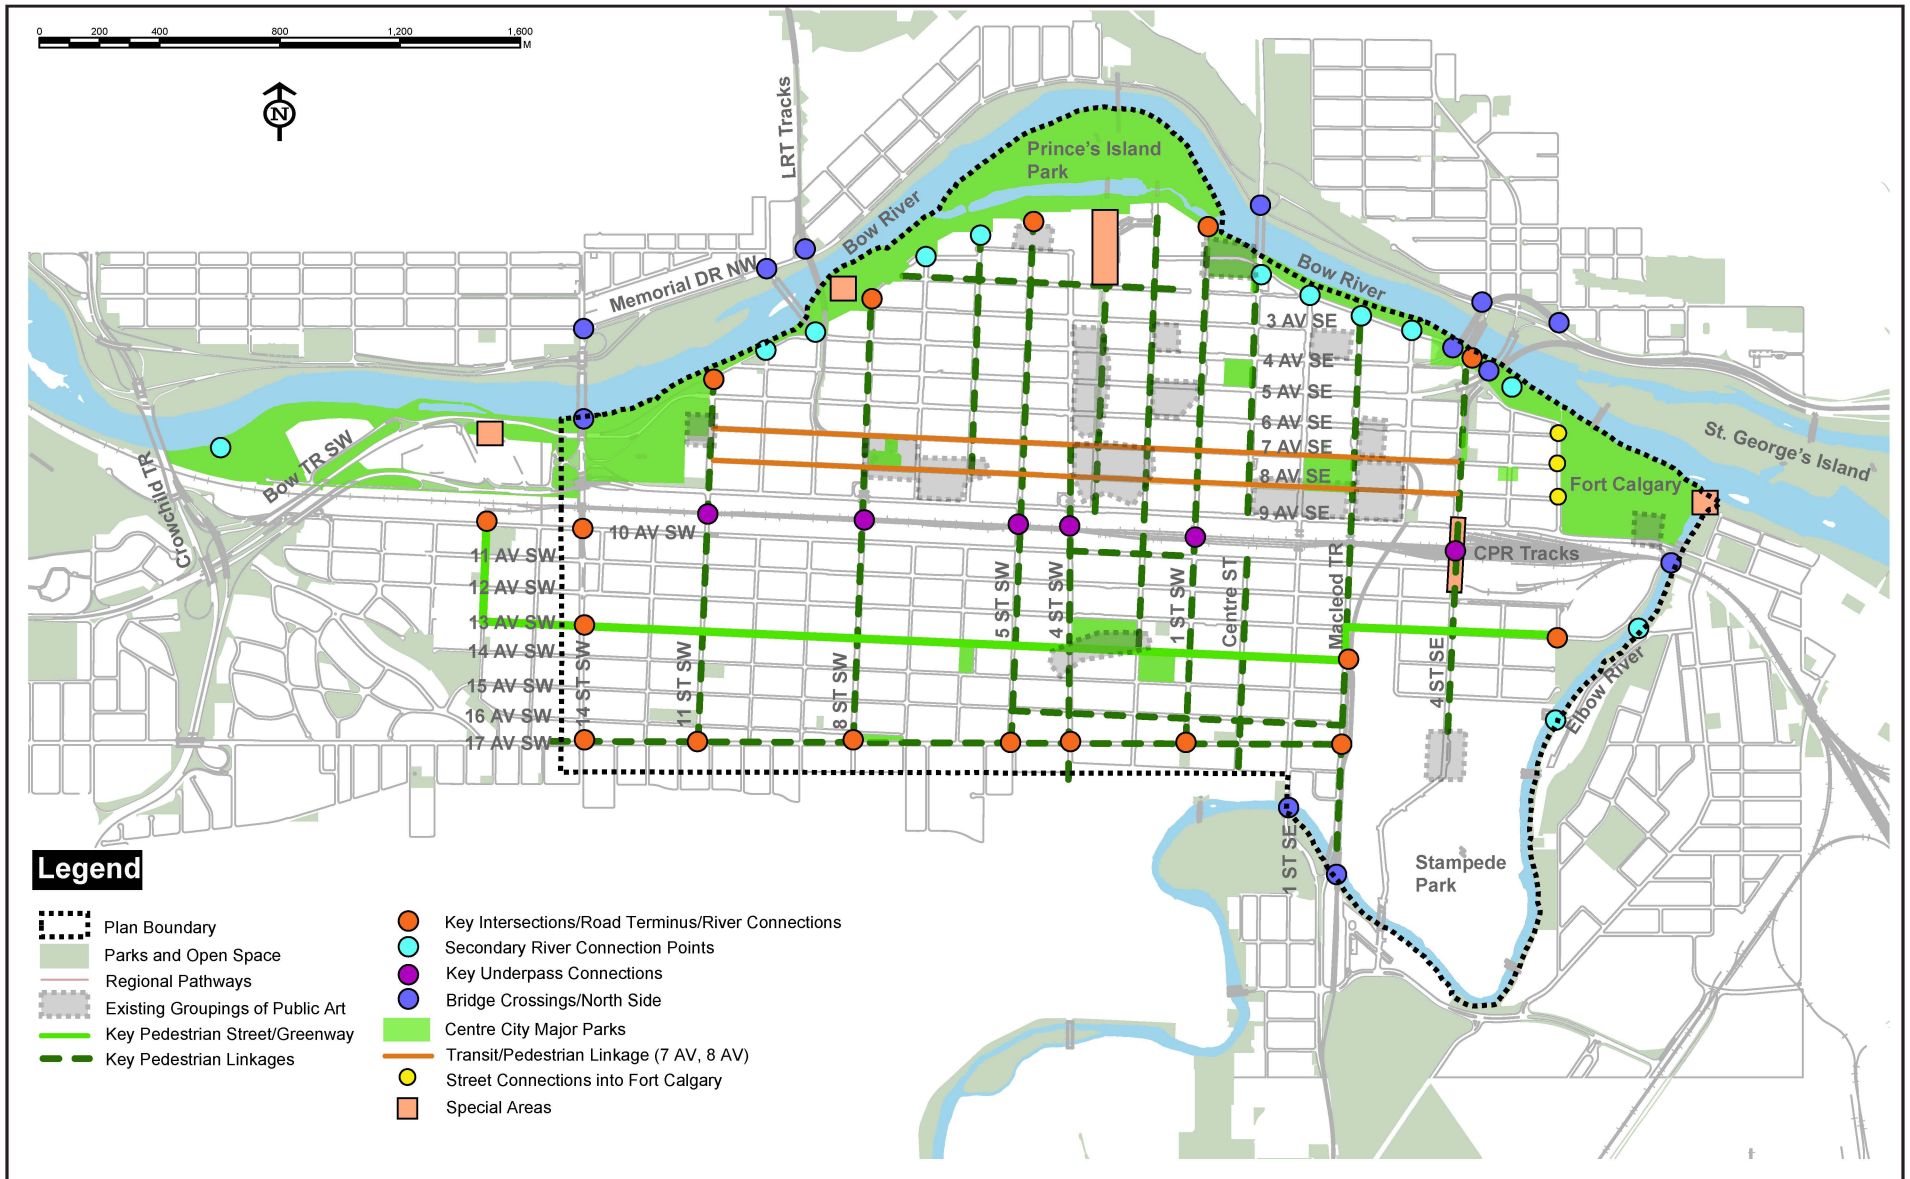 0 200 400 800 1,200 1,600
M
N
LRT Tracks
Prince's Island
Park
Bow River
Memorial DR NW
Bow River
3 AV SE
4 AV SE
5 AV SE
6 AV SE
7 AV SE
8 AV SE
9 AV SE
St. George's Island
Fort Calgary
Crowchild TR
Bow TR SW
10 AV SW
11 AV SW
12 AV SW
13 AV SW
14 AV SW
15 AV SW
16 AV SW
17 AV SW
14 ST SW
11 ST SW
8 ST SW
5 ST SW
4 ST SW
1 ST SW
Centre ST
Macleod TR
CPR Tracks
4 ST SE
Elbow River
1 ST SE
Stampede
Park
Legend
Plan Boundary
Parks and Open Space
Regional Pathways
Existing Groupings of Public Art
Key Pedestrian Street/Greenway
Key Pedestrian Linkages
Key Intersections/Road Terminus/River Connections
Secondary River Connection Points
Key Underpass Connections
Bridge Crossings/North Side
Centre City Major Parks
Transit/Pedestrian Linkage (7 AV, 8 AV)
Street Connections into Fort Calgary
Special Areas